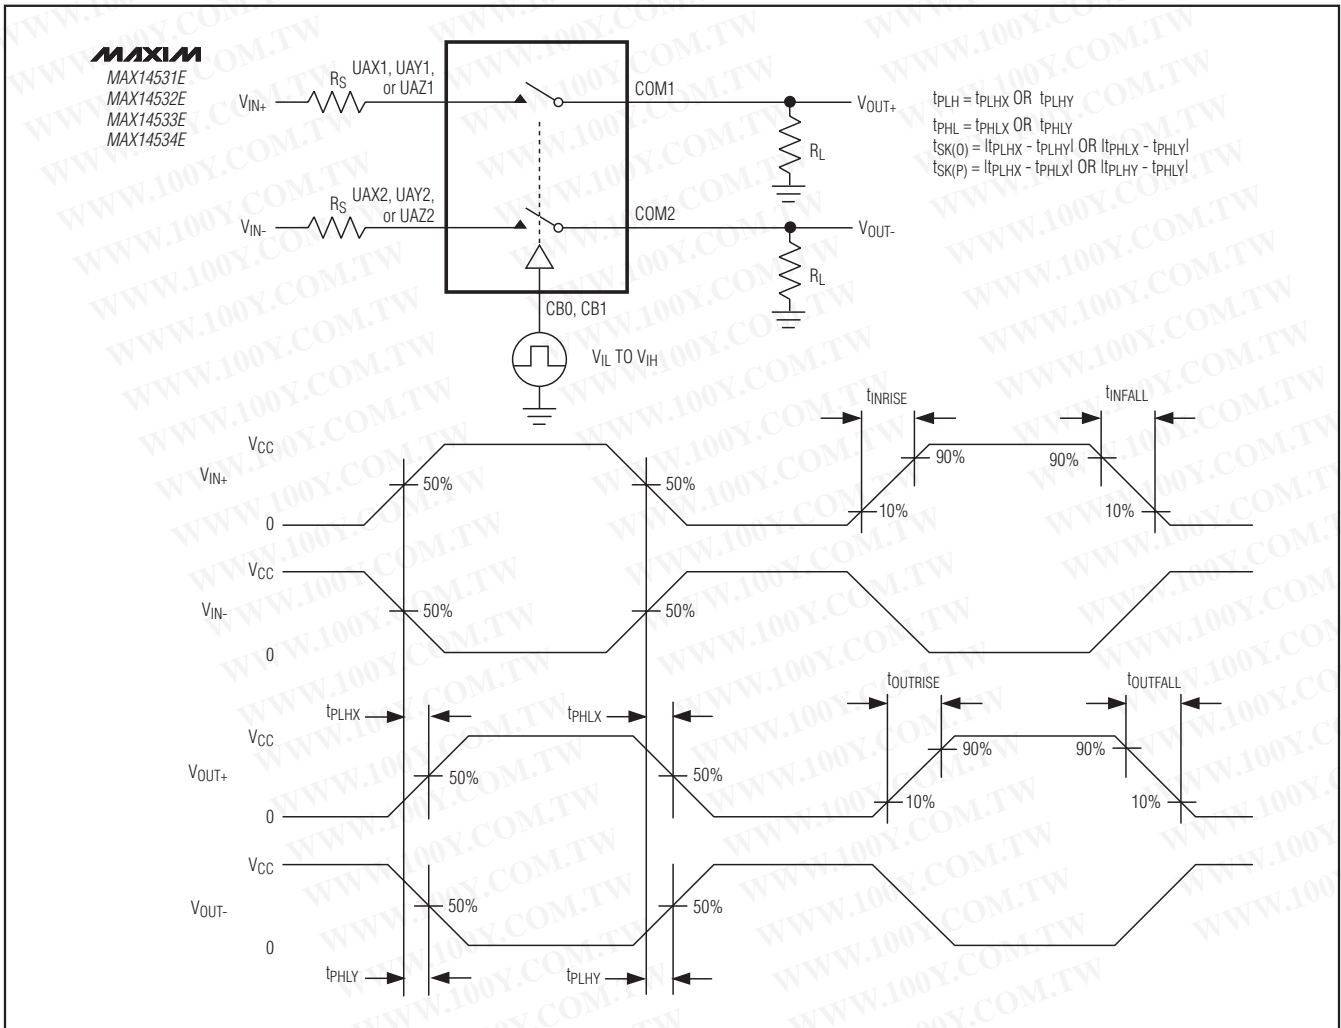 MAXIM
MAX14531E
MAX14532E
MAX14533E
MAX14534E
VIN+
RS
UAX1, UAY1,
or UAZ1
COM1
VOUT+
RL
tPLH = tPLHX OR tPLHY
tPHL = tPHLX OR tPHLY
tSK(O) = |tPLHX - tPLHY| OR |tPHLX - tPHLY|
tSK(P) = |tPLHX - tPHLX| OR |tPLHY - tPHLY|
VIN-
RS
UAX2, UAY2,
or UAZ2
COM2
VOUT-
RL
CB0, CB1
VIL TO VIH
tINRISE
tINFALL
VCC
VIN+
0
50%
50%
10%
90%
90%
10%
VCC
VIN-
0
50%
50%
tPLHX
tPHLX
tOUTRISE
tOUTFALL
VCC
VOUT+
0
50%
50%
10%
90%
90%
10%
VCC
VOUT-
0
50%
50%
tPHLY
tPLHY
WWW.100Y.COM.TW